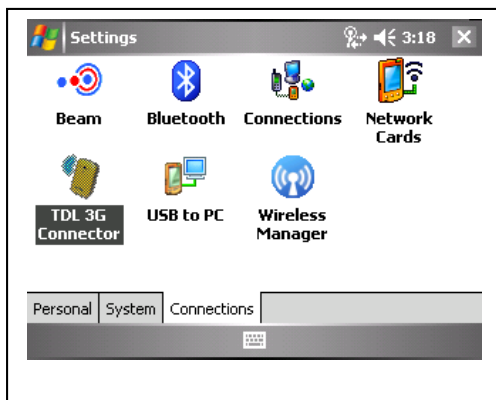 Settings 3:18
Beam Bluetooth Connections Network
Cards
TDL 3G USB to PC Wireless
Connector Manager
Personal System Connections